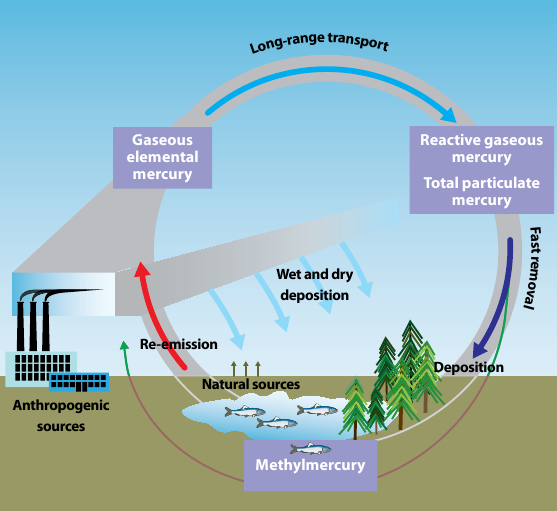 Long-range transport
Gaseous
elemental
mercury
Reactive gaseous
mercury
Total particulate
mercury
Fast removal
Wet and dry
deposition
Re-emission
Deposition
Natural sources
Anthropogenic
sources
Methylmercury